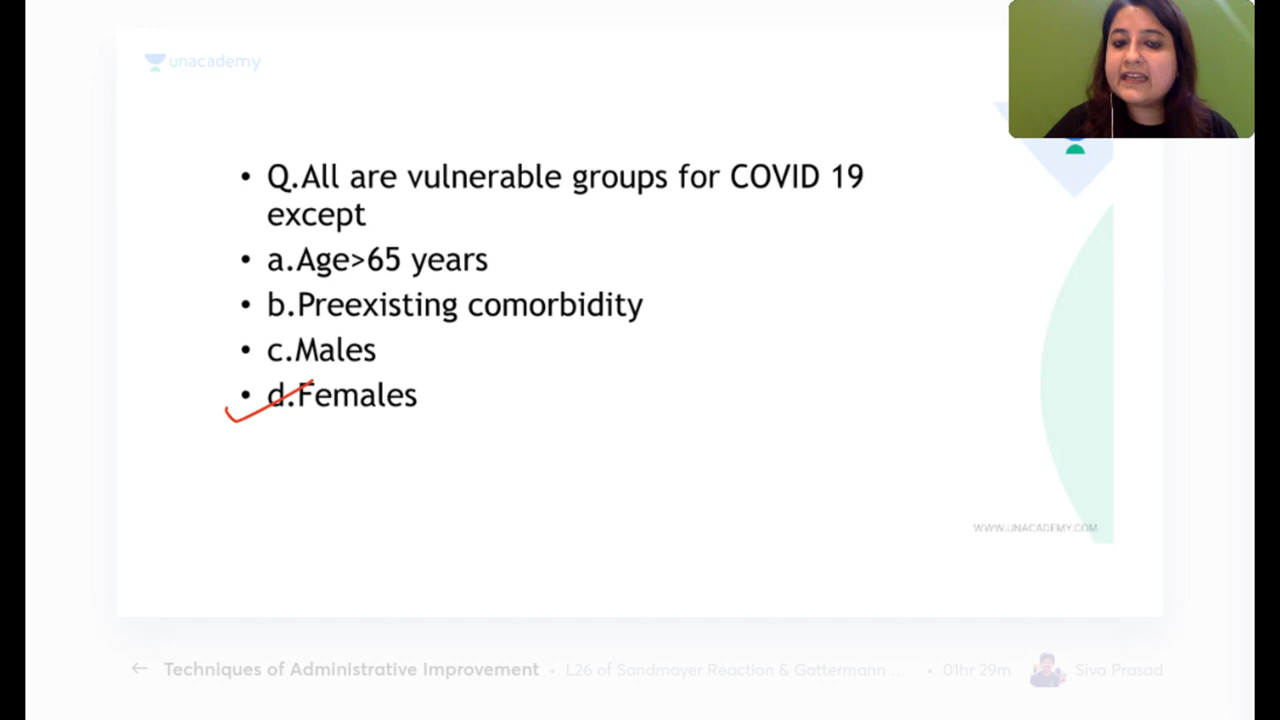 unacademy
• Q.All are vulnerable groups for COVID 19
except
• a.Age>65 years
• b.Preexisting comorbidity
• c.Males
• d.Females
WWW.UNACADEMY.COM
← Techniques of Administrative Improvement • L26 of Sandmayer Reaction & Gattermann ... • 01hr 29m Siva Prasad